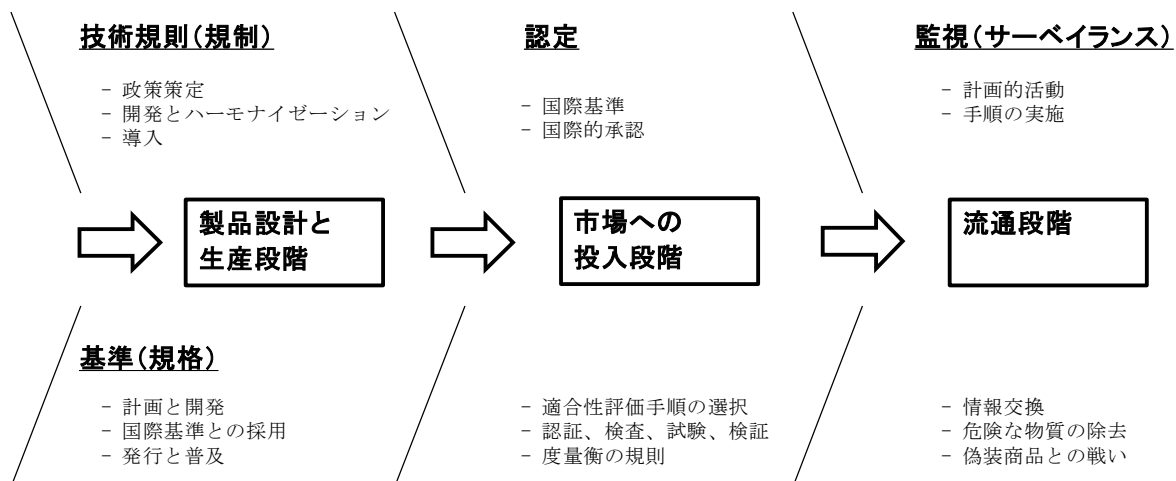 技術規則(規制)
- 政策策定
- 開発とハーモナイゼーション
- 導入
認定
- 国際基準
- 国際的承認
監視(サーベイランス)
- 計画的活動
- 手順の実施
製品設計と
生産段階
市場への
投入段階
流通段階
基準(規格)
- 計画と開発
- 国際基準との採用
- 発行と普及
- 適合性評価手順の選択
- 認証、検査、試験、検証
- 度量衡の規則
- 情報交換
- 危険な物質の除去
- 偽装商品との戦い